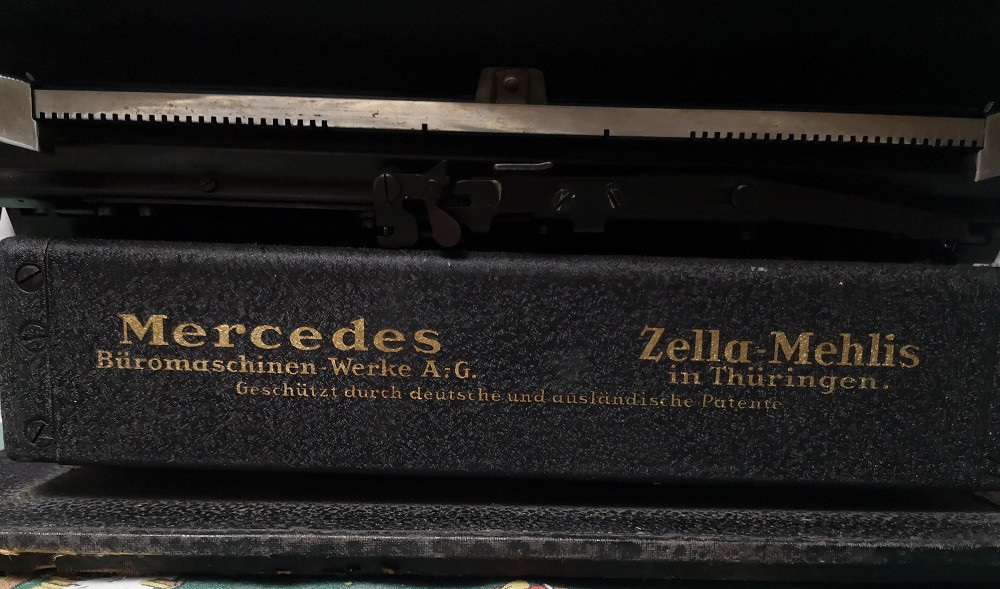 Mercedes
Büromaschinen-Werke A:G.
Zella-Mehlis
in Thüringen.
Geschützt durch deutsche und ausländische Patente